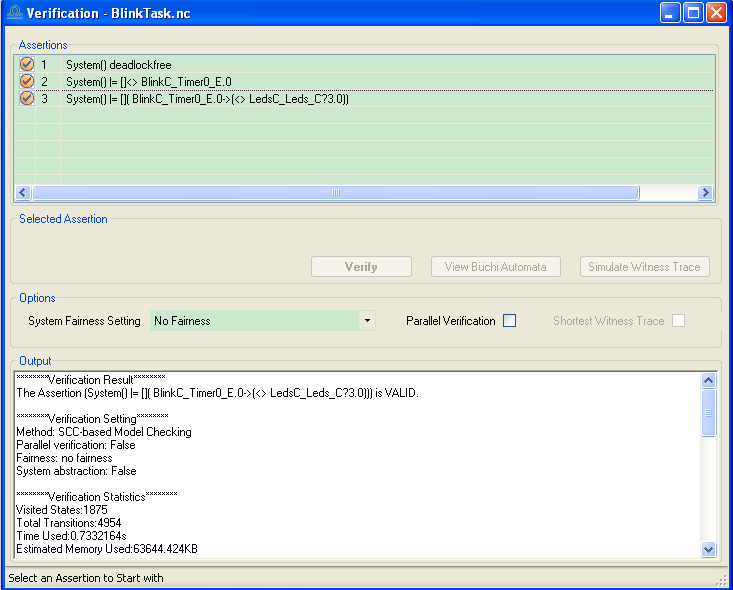 Verification - BlinkTask.nc
Assertions
1 System() deadlockfree
2 System() |= []<> BlinkC_Timer0_E.0
3 System() |= []( BlinkC_Timer0_E.0->(<> LedsC_Leds_C?3.0))
Selected Assertion
Verify View Büchi Automata Simulate Witness Trace
Options
System Fairness Setting No Fairness Parallel Verification Shortest Witness Trace
Output
********Verification Result********
The Assertion (System() |= []( BlinkC_Timer0_E.0->(<> LedsC_Leds_C?3.0))) is VALID.
********Verification Setting********
Method: SCC-based Model Checking
Parallel verification: False
Fairness: no fairness
System abstraction: False
********Verification Statistics********
Visited States:1875
Total Transitions:4954
Time Used:0.7332164s
Estimated Memory Used:63644.424KB
Select an Assertion to Start with